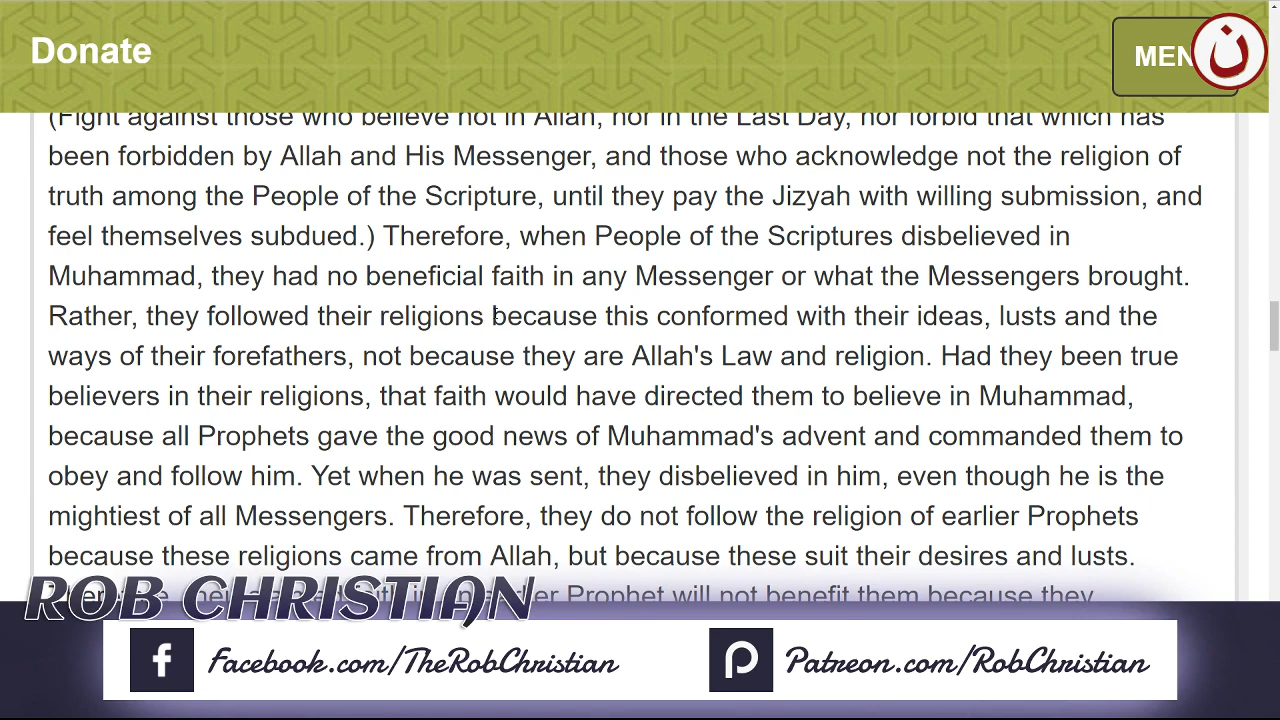 Donate
MEN
ن
(Fight against those who believe not in Allah, nor in the Last Day, nor forbid that which has
been forbidden by Allah and His Messenger, and those who acknowledge not the religion of
truth among the People of the Scripture, until they pay the Jizyah with willing submission, and
feel themselves subdued.) Therefore, when People of the Scriptures disbelieved in
Muhammad, they had no beneficial faith in any Messenger or what the Messengers brought.
Rather, they followed their religions because this conformed with their ideas, lusts and the
ways of their forefathers, not because they are Allah's Law and religion. Had they been true
believers in their religions, that faith would have directed them to believe in Muhammad,
because all Prophets gave the good news of Muhammad's advent and commanded them to
obey and follow him. Yet when he was sent, they disbelieved in him, even though he is the
mightiest of all Messengers. Therefore, they do not follow the religion of earlier Prophets
because these religions came from Allah, but because these suit their desires and lusts.
Prophet will not benefit them because they
ROB CHRISTIAN
Facebook.com/TheRobChristian
Patreon.com/RobChristian